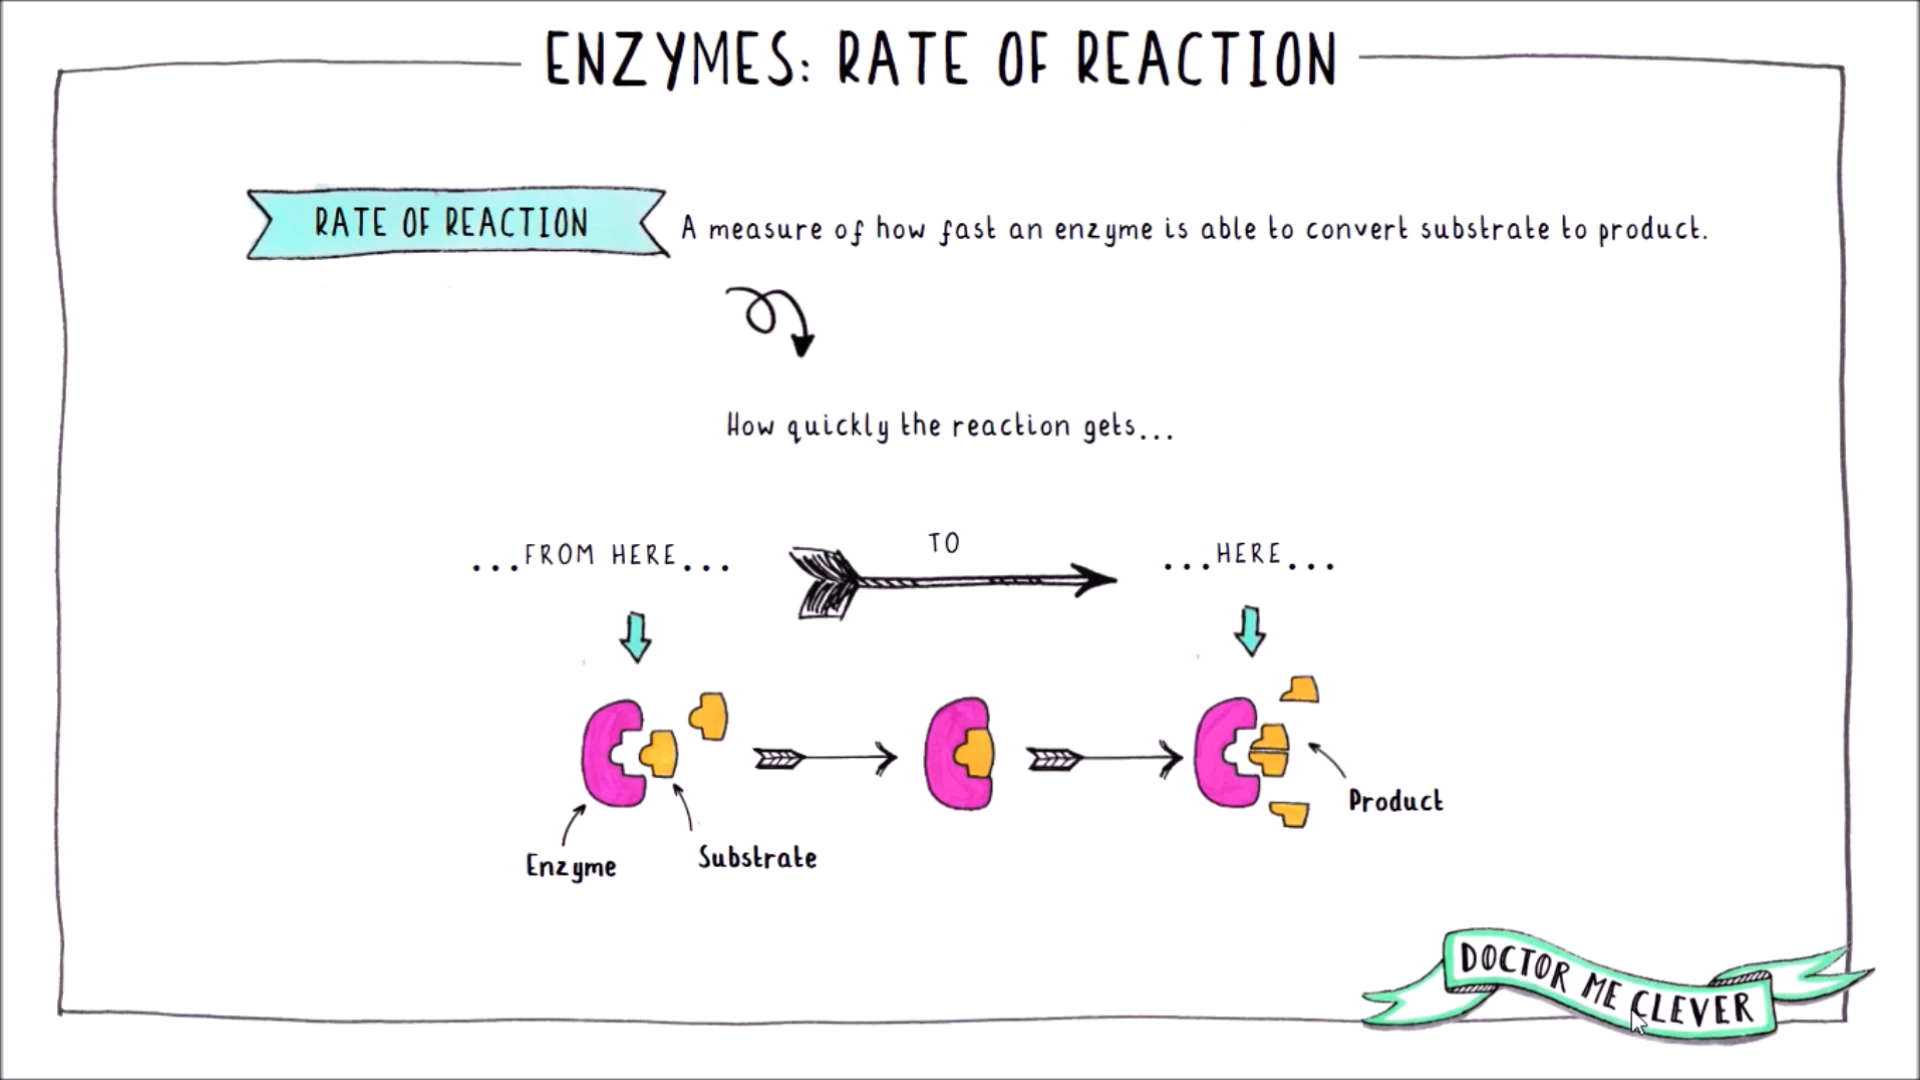 ENZYMES: RATE OF REACTION
RATE OF REACTION
A measure of how fast an enzyme is able to convert substrate to product.
How quickly the reaction gets...
...FROM HERE...
TO
...HERE...
Enzyme
Substrate
Product
DOCTOR ME CLEVER